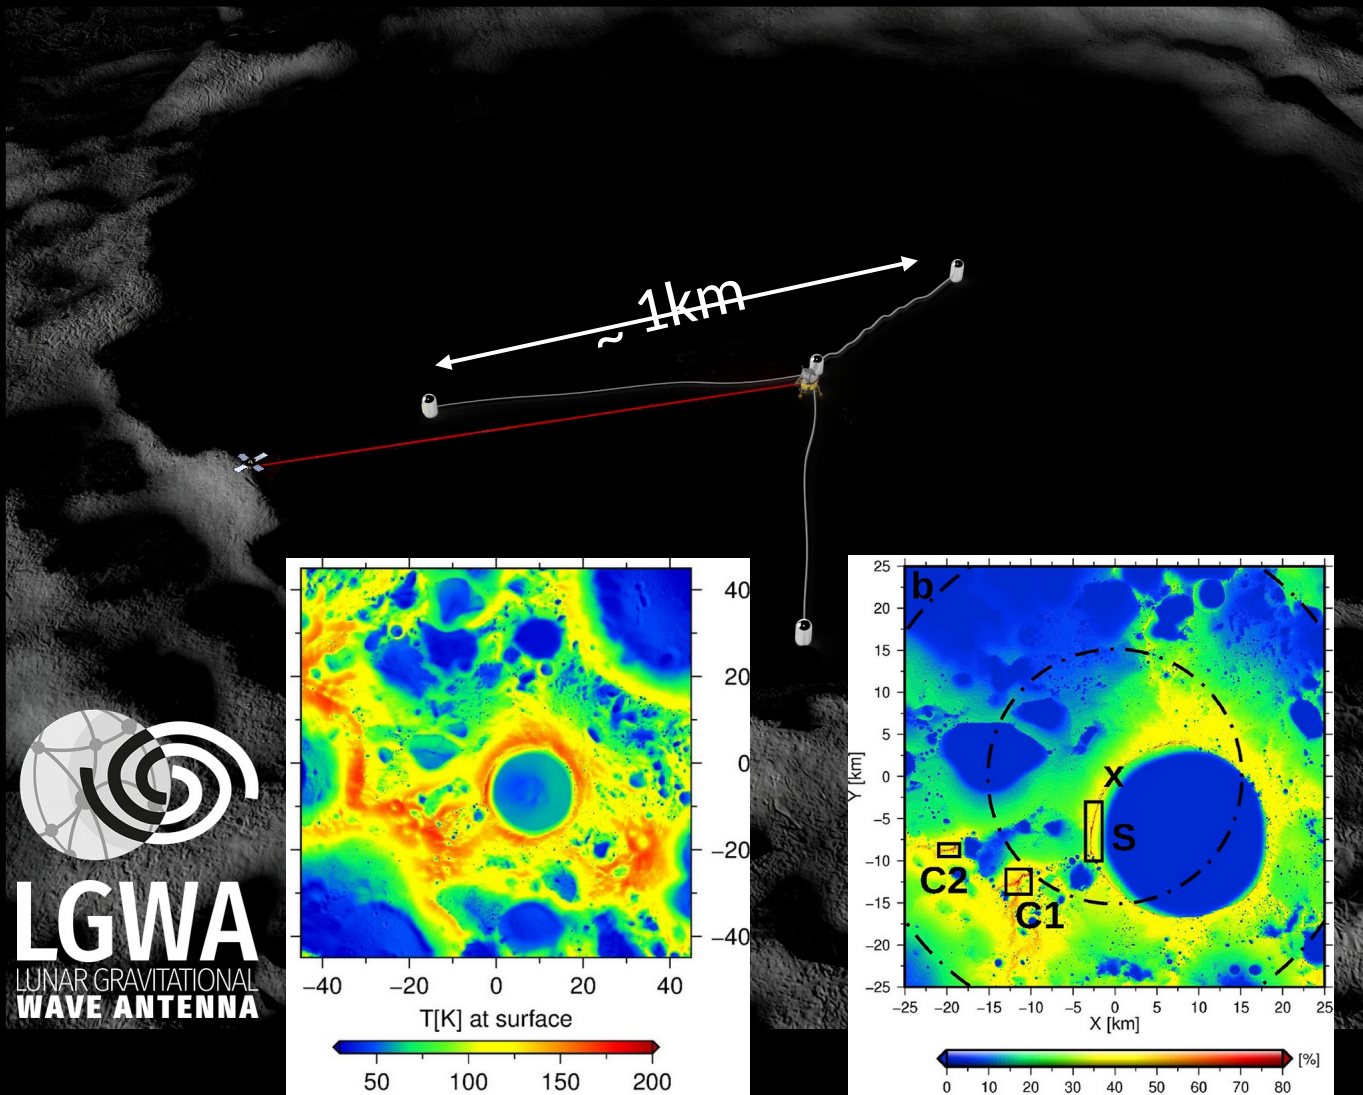 ~ 1km
LGWA
LUNAR GRAVITATIONAL
WAVE ANTENNA
40
20
0
−20
−40
−40 −20 0 20 40
T[K] at surface
50 100 150 200
b
25
20
15
10
5
0
−5
−10
−15
−20
−25
Y [km]
X
S
C2
C1
−25 −20 −15 −10 −5 0 5 10 15 20 25
X [km]
[%]
0 10 20 30 40 50 60 70 80